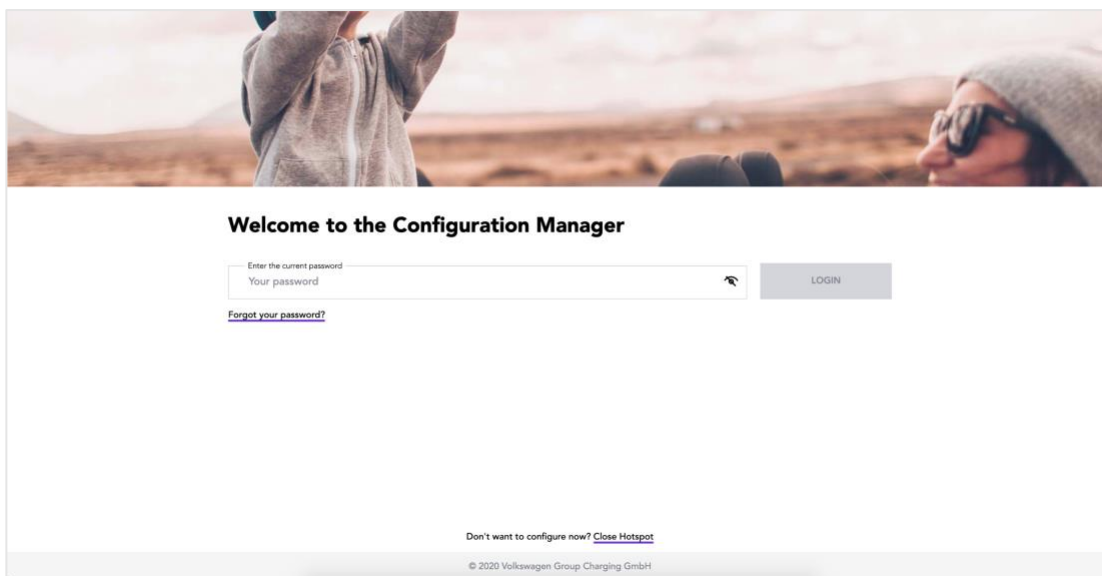 Welcome to the Configuration Manager
Enter the current password
Your password
LOGIN
Forgot your password?
Don't want to configure now? Close Hotspot
© 2020 Volkswagen Group Charging GmbH